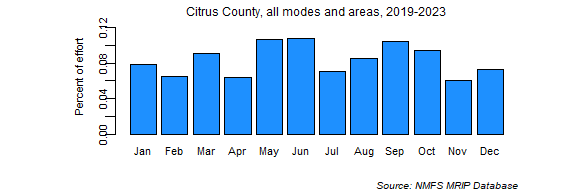 Citrus County, all modes and areas, 2019-2023
Percent of effort
0.12
0.08
0.04
0.00
Jan Feb Mar Apr May Jun Jul Aug Sep Oct Nov Dec
Source: NMFS MRIP Database